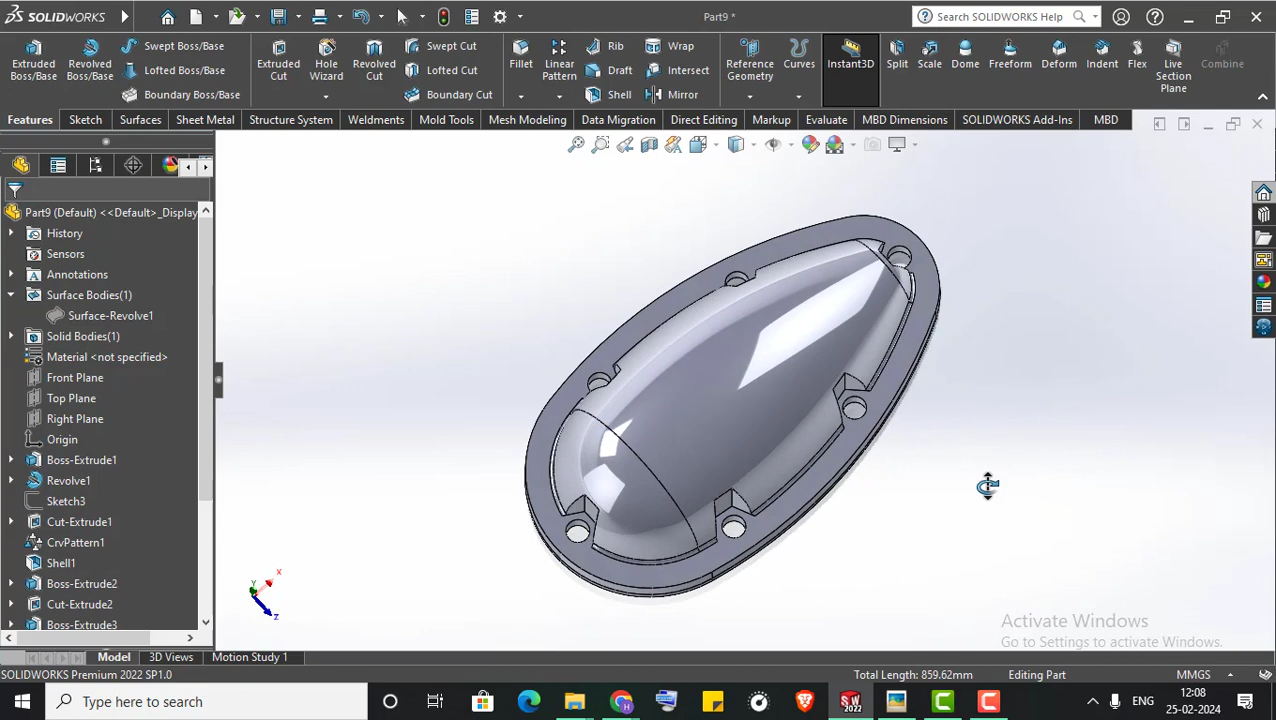 SOLIDWORKS
Part9 *
Search SOLIDWORKS Help
Extruded Boss/Base
Revolved Boss/Base
Swept Boss/Base
Lofted Boss/Base
Boundary Boss/Base
Extruded Cut
Hole Wizard
Revolved Cut
Swept Cut
Lofted Cut
Boundary Cut
Fillet
Linear Pattern
Rib
Draft
Shell
Wrap
Intersect
Mirror
Reference Geometry
Curves
Instant3D
Split
Scale
Dome
Freeform
Deform
Indent
Flex
Live Section Plane
Combine
Features
Sketch
Surfaces
Sheet Metal
Structure System
Weldments
Mold Tools
Mesh Modeling
Data Migration
Direct Editing
Markup
Evaluate
MBD Dimensions
SOLIDWORKS Add-Ins
MBD
Part9 (Default) <<Default>_Display
History
Sensors
Annotations
Surface Bodies(1)
Surface-Revolve1
Solid Bodies(1)
Material <not specified>
Front Plane
Top Plane
Right Plane
Origin
Boss-Extrude1
Revolve1
Sketch3
Cut-Extrude1
CrvPattern1
Shell1
Boss-Extrude2
Cut-Extrude2
Boss-Extrude3
Y
X
Z
Activate Windows
Go to Settings to activate Windows.
Model
3D Views
Motion Study 1
SOLIDWORKS Premium 2022 SP1.0
Total Length: 859.62mm
Editing Part
MMGS
Type here to search
SW
2022
ENG
12:08
25-02-2024